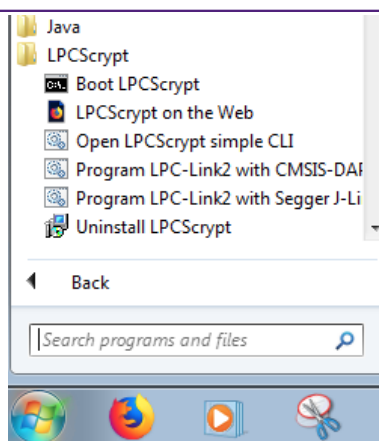 Java
LPCScrypt
Boot LPCScrypt
LPCScrypt on the Web
Open LPCScrypt simple CLI
Program LPC-Link2 with CMSIS-DAP
Program LPC-Link2 with Segger J-Li
Uninstall LPCScrypt
Back
Search programs and files